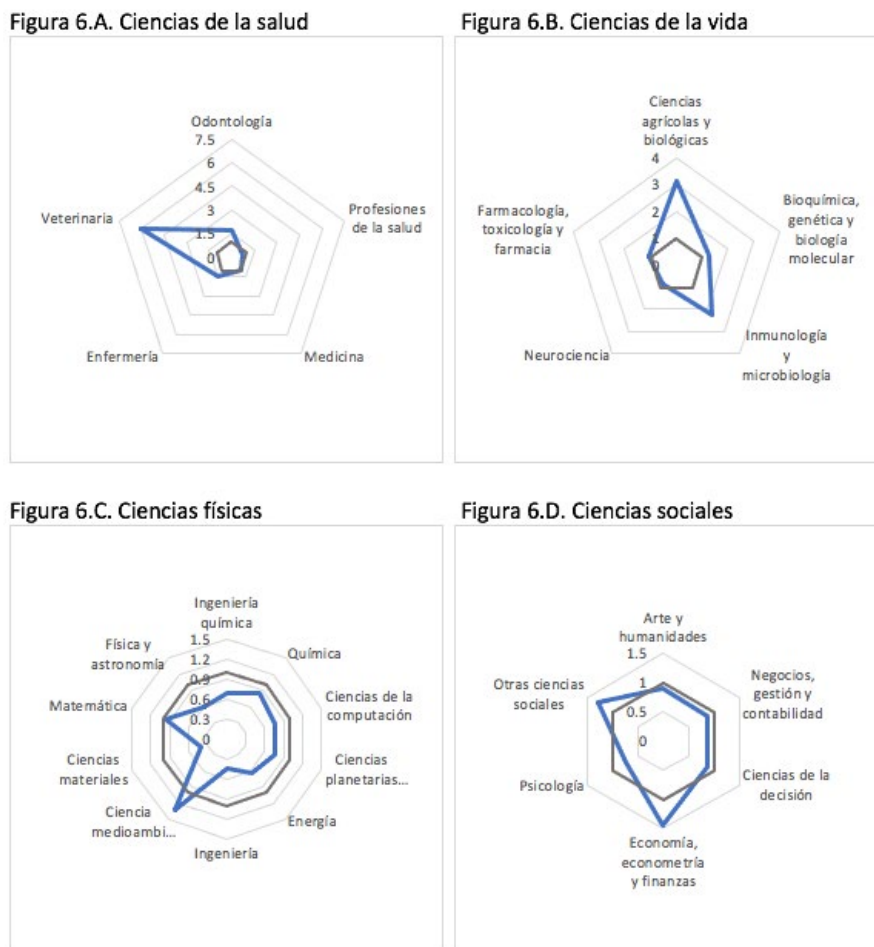 Figura 6.A. Ciencias de la salud
Odontología
7.5
6
4.5
3
1.5
0
Profesiones
de la salud
Medicina
Enfermería
Veterinaria
Figura 6.B. Ciencias de la vida
Ciencias
agrícolas y
biológicas
4
3
2
1
0
Bioquímica,
genética y
biología
molecular
Inmunología
y
microbiología
Neurociencia
Farmacología,
toxicología y
farmacia
Figura 6.C. Ciencias físicas
Ingeniería
química
1.5
1.2
0.9
0.6
0.3
0
Química
Ciencias de la
computación
Ciencias
planetarias...
Energía
Ingeniería
Ciencia
medioambi...
Ciencias
materiales
Matemática
Física y
astronomía
Figura 6.D. Ciencias sociales
Arte y
humanidades
1.5
1
0.5
0
Negocios,
gestión y
contabilidad
Ciencias de la
decisión
Economía,
econometría
y finanzas
Psicología
Otras ciencias
sociales